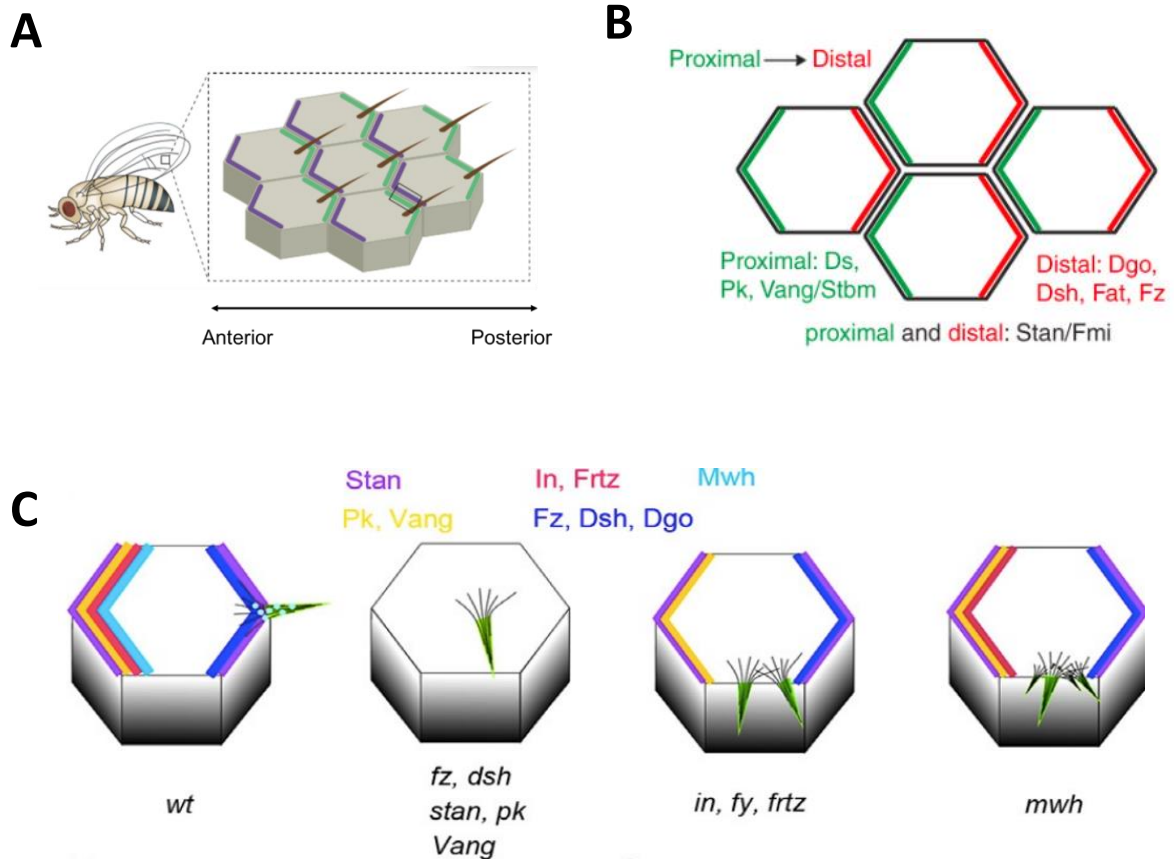 A
Anterior
Posterior
B
Proximal → Distal
Proximal: Ds,
Pk, Vang/Stbm
Distal: Dgo,
Dsh, Fat, Fz
proximal and distal: Stan/Fmi
C
Stan
In, Frtz
Mwh
Pk, Vang
Fz, Dsh, Dgo
wt
fz, dsh
stan, pk
Vang
in, fy, frtz
mwh